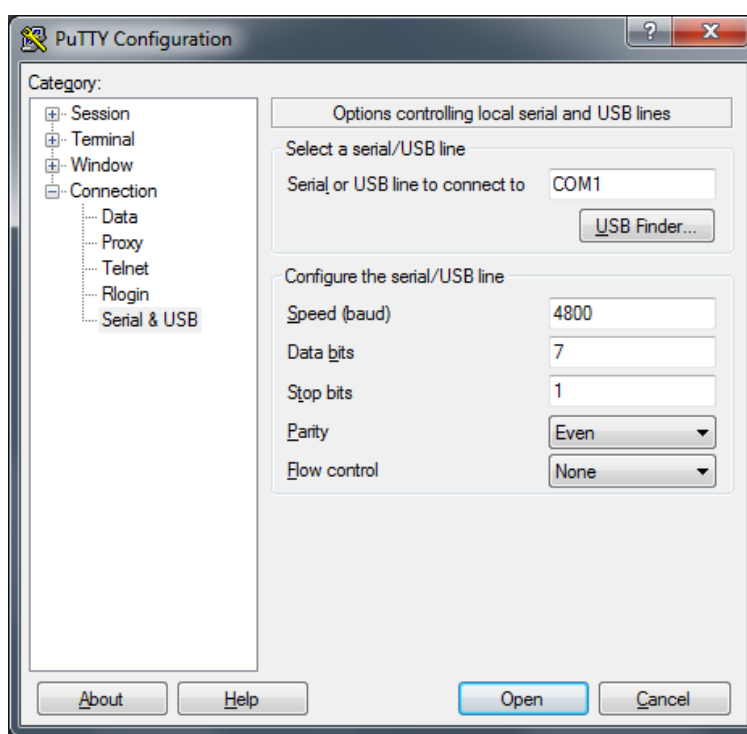 PuTTY Configuration
Category:
Session
Terminal
Window
Connection
Data
Proxy
Telnet
Rlogin
Serial & USB
Options controlling local serial and USB lines
Select a serial/USB line
Serial or USB line to connect to COM1
USB Finder...
Configure the serial/USB line
Speed (baud) 4800
Data bits 7
Stop bits 1
Parity Even
Flow control None
About Help Open Cancel